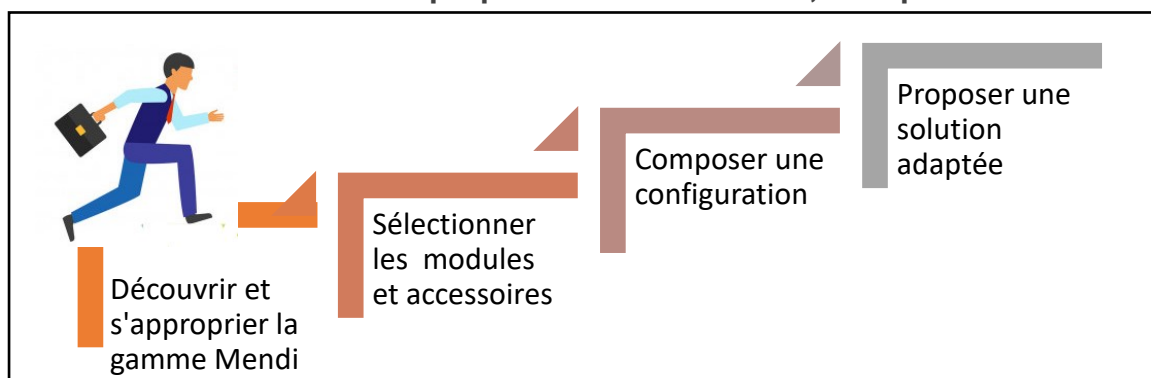 Découvrir et
s'approprier la
gamme Mendi
Sélectionner
les modules
et accessoires
Composer une
configuration
Proposer une
solution
adaptée